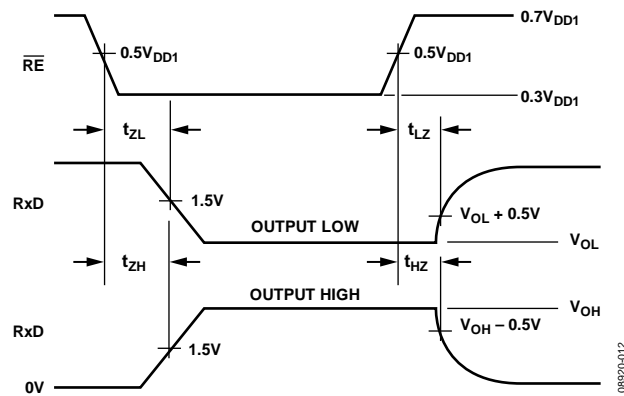 0.7VDD1
RE
0.5VDD1
0.5VDD1
0.3VDD1
tZL
tLZ
RxD
1.5V
OUTPUT LOW
VOL + 0.5V
VOL
tZH
tHZ
OUTPUT HIGH
VOH
RxD
1.5V
VOH – 0.5V
0V
08920-012